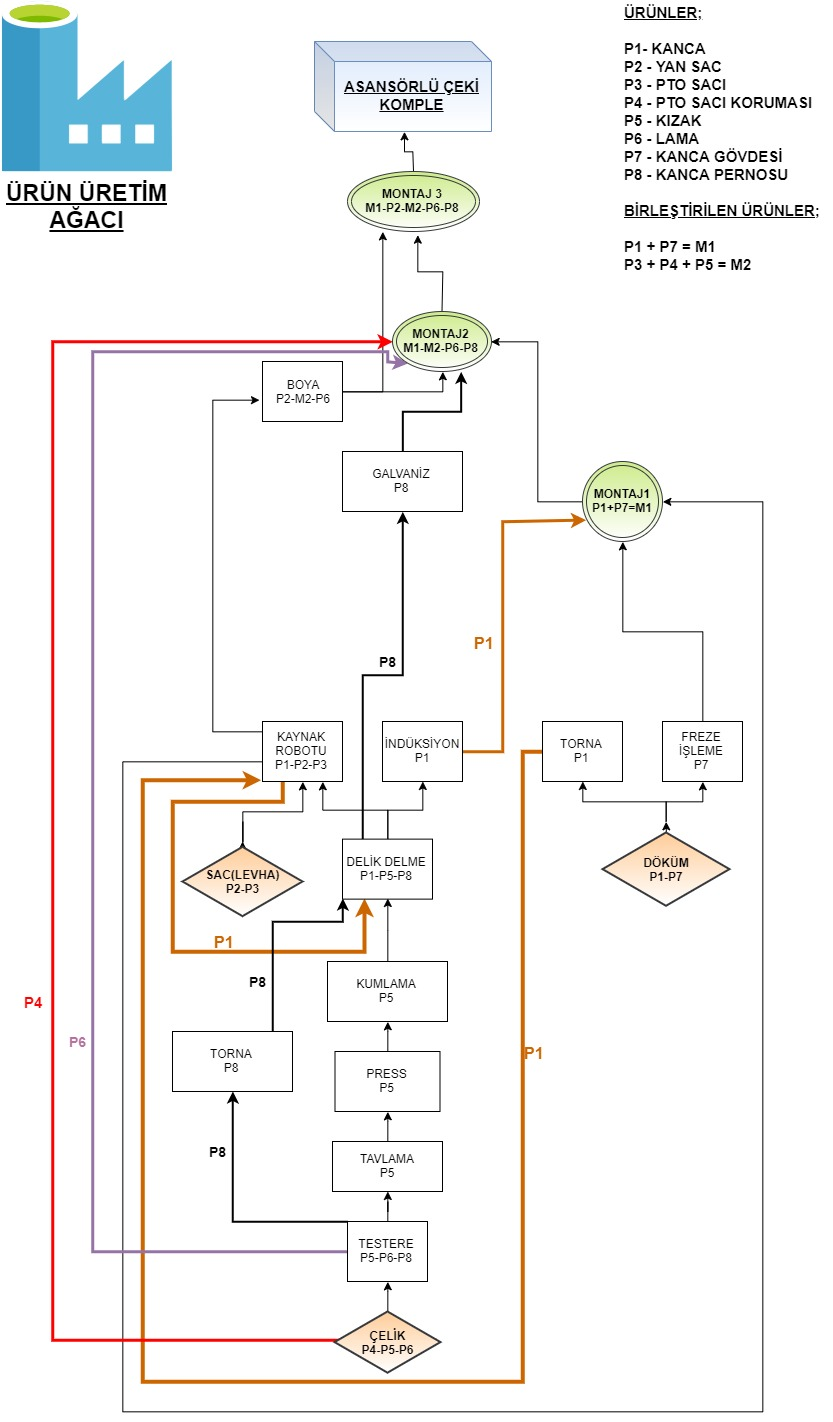 ÜRÜN ÜRETİM
AĞACI
ÜRÜNLER;
P1- KANCA
P2 - YAN SAC
P3 - PTO SACI
P4 - PTO SACI KORUMASI
P5 - KIZAK
P6 - LAMA
P7 - KANCA GÖVDESİ
P8 - KANCA PERNOSU
BİRLEŞTİRİLEN ÜRÜNLER;
P1 + P7 = M1
P3 + P4 + P5 = M2
ASANSÖRLÜ ÇEKİ
KOMPLE
MONTAJ 3
M1-P2-M2-P6-P8
MONTAJ2
M1-M2-P6-P8
BOYA
P2-M2-P6
GALVANİZ
P8
MONTAJ1
P1+P7=M1
P1
P8
KAYNAK
ROBOTU
P1-P2-P3
İNDÜKSİYON
P1
TORNA
P1
FREZE
İŞLEME
P7
SAC(LEVHA)
P2-P3
DELİK DELME
P1-P5-P8
DÖKÜM
P1-P7
P1
P8
KUMLAMA
P5
P4
P6
TORNA
P8
PRESS
P5
P1
P8
TAVLAMA
P5
TESTERE
P5-P6-P8
ÇELİK
P4-P5-P6